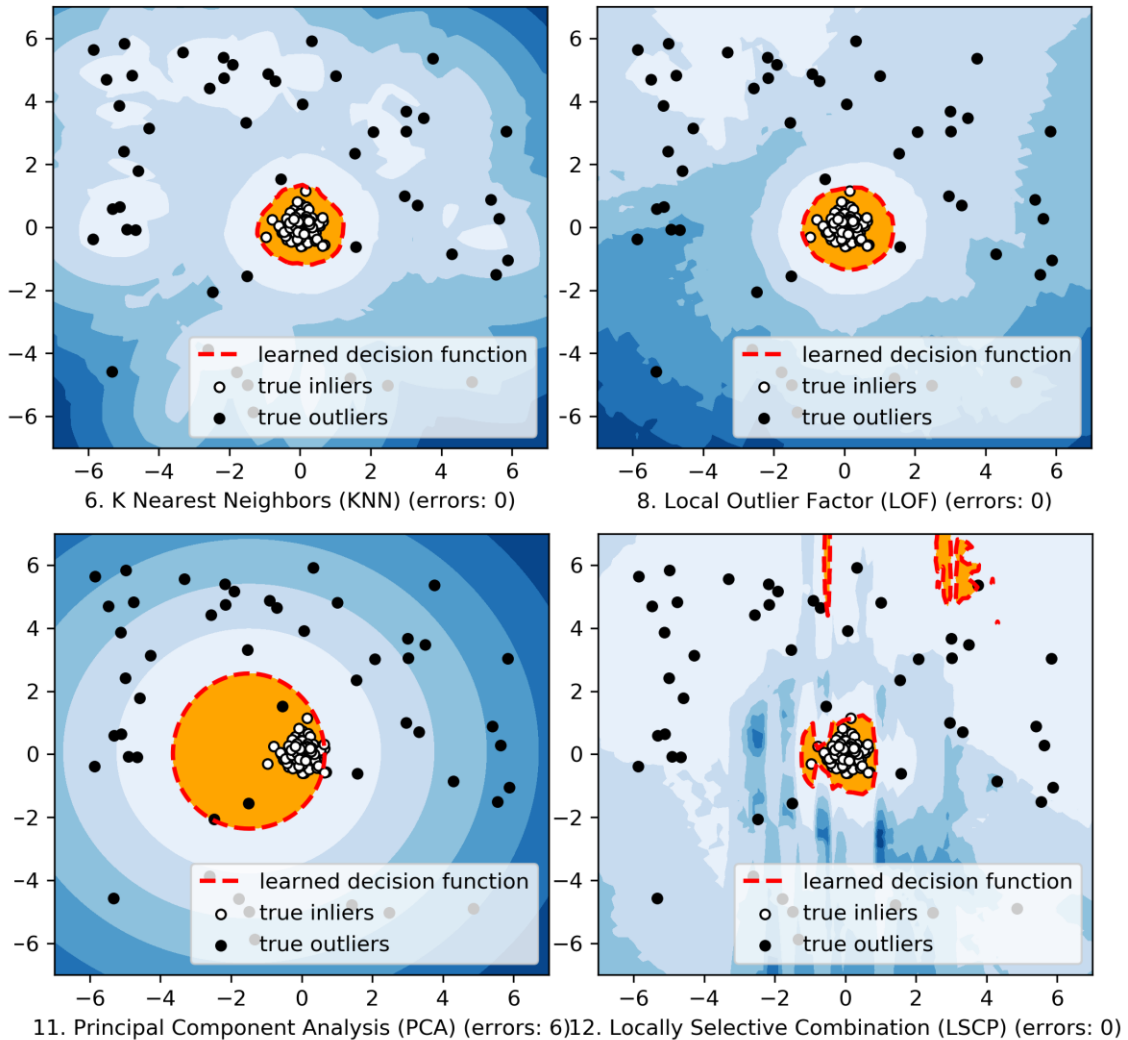 6
4
2
0
−2
−4
−6
learned decision function
true inliers
true outliers
−6 −4 −2 0 2 4 6
6. K Nearest Neighbors (KNN) (errors: 0)
6
4
2
0
−2
−4
−6
learned decision function
true inliers
true outliers
−6 −4 −2 0 2 4 6
8. Local Outlier Factor (LOF) (errors: 0)
6
4
2
0
−2
−4
−6
learned decision function
true inliers
true outliers
−6 −4 −2 0 2 4 6
11. Principal Component Analysis (PCA) (errors: 6)
6
4
2
0
−2
−4
−6
learned decision function
true inliers
true outliers
−6 −4 −2 0 2 4 6
12. Locally Selective Combination (LSCP) (errors: 0)